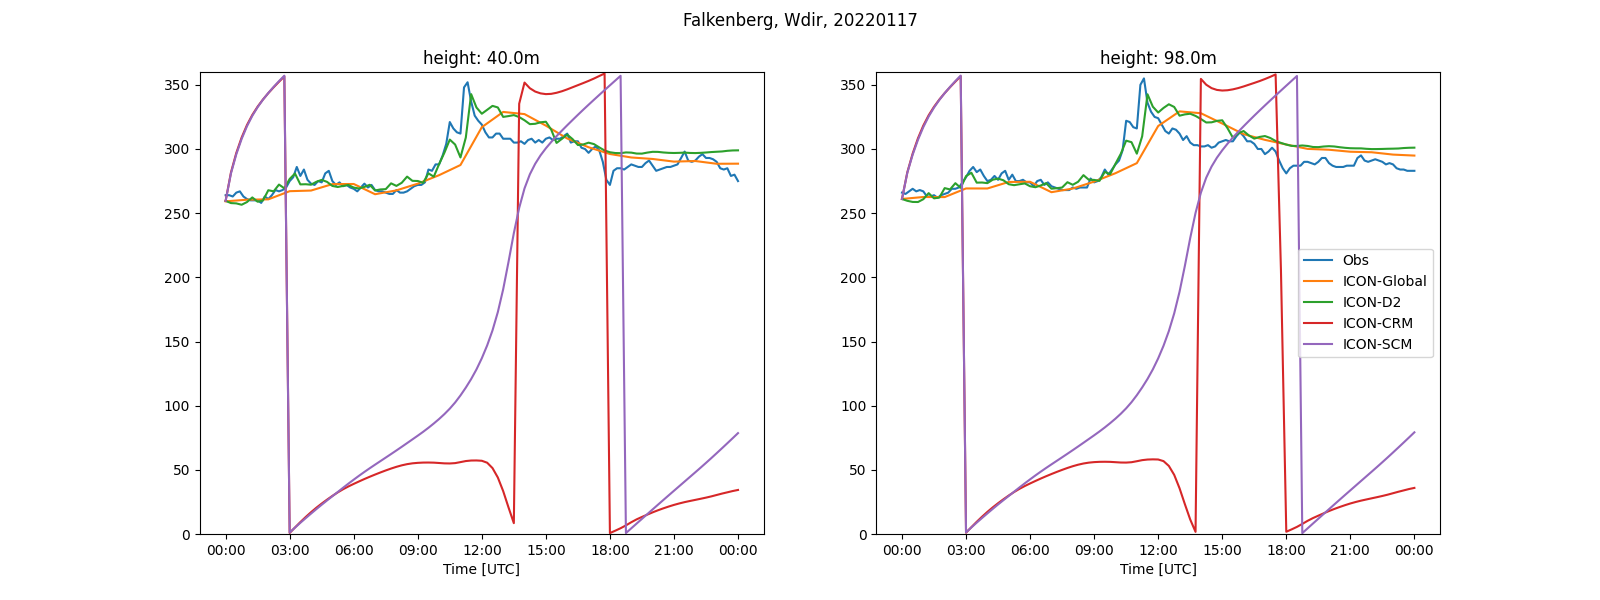 Falkenberg, Wdir, 20220117
height: 40.0m
350
300
250
200
150
100
50
0
00:00 03:00 06:00 09:00 12:00 15:00 18:00 21:00 00:00
Time [UTC]
height: 98.0m
350
300
250
200
150
100
50
0
Obs
ICON-Global
ICON-D2
ICON-CRM
ICON-SCM
00:00 03:00 06:00 09:00 12:00 15:00 18:00 21:00 00:00
Time [UTC]